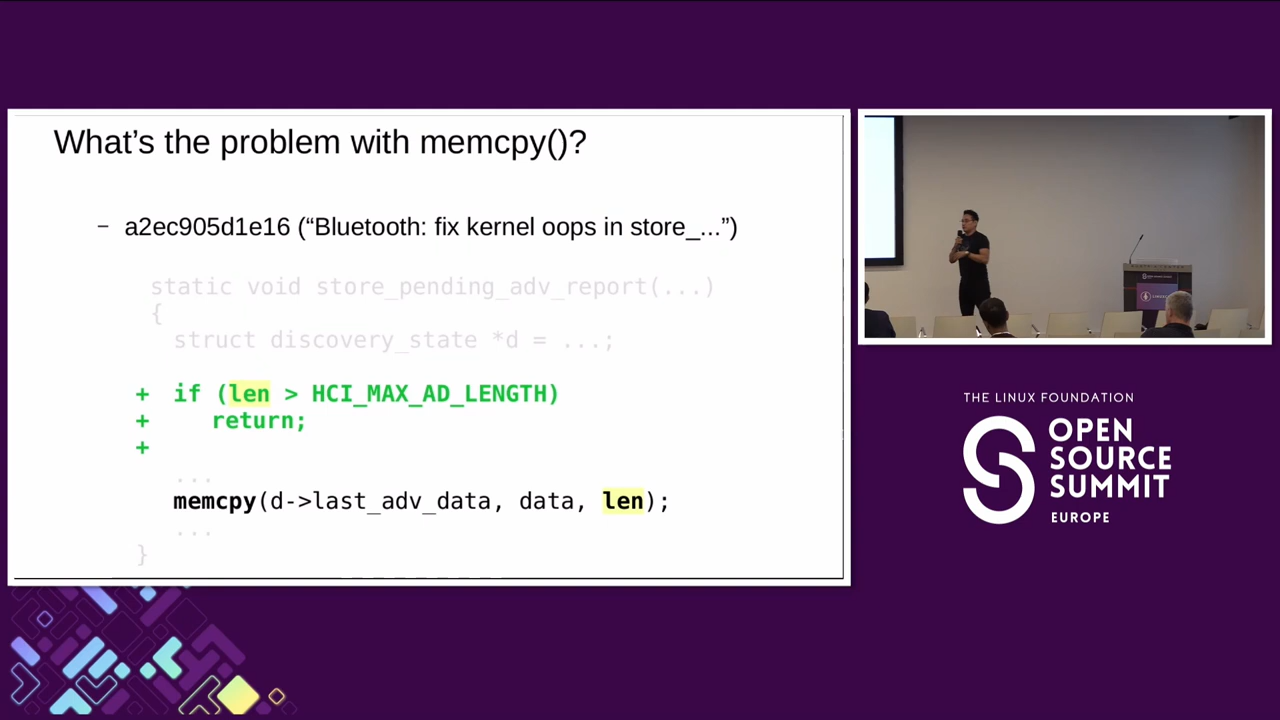 What's the problem with memcpy()?
– a2ec905d1e16 (“Bluetooth: fix kernel oops in store_...”)
static void store_pending_adv_report(...)
{
struct discovery_state *d = ...;
+ if (len > HCI_MAX_AD_LENGTH)
+ return;
+
...
memcpy(d->last_adv_data, data, len);
...
}
THE LINUX FOUNDATION
OPEN
SOURCE
SUMMIT
EUROPE